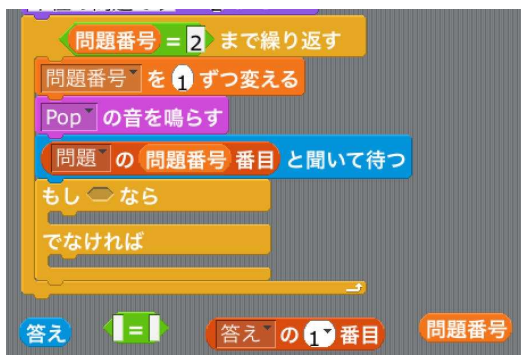 問題番号 = 2 まで繰り返す
問題番号 を 1 ずつ変える
Pop の音を鳴らす
問題 の 問題番号 番目 と聞いて待つ
もし なら
でなければ
答え = 答え の 1 番目 問題番号